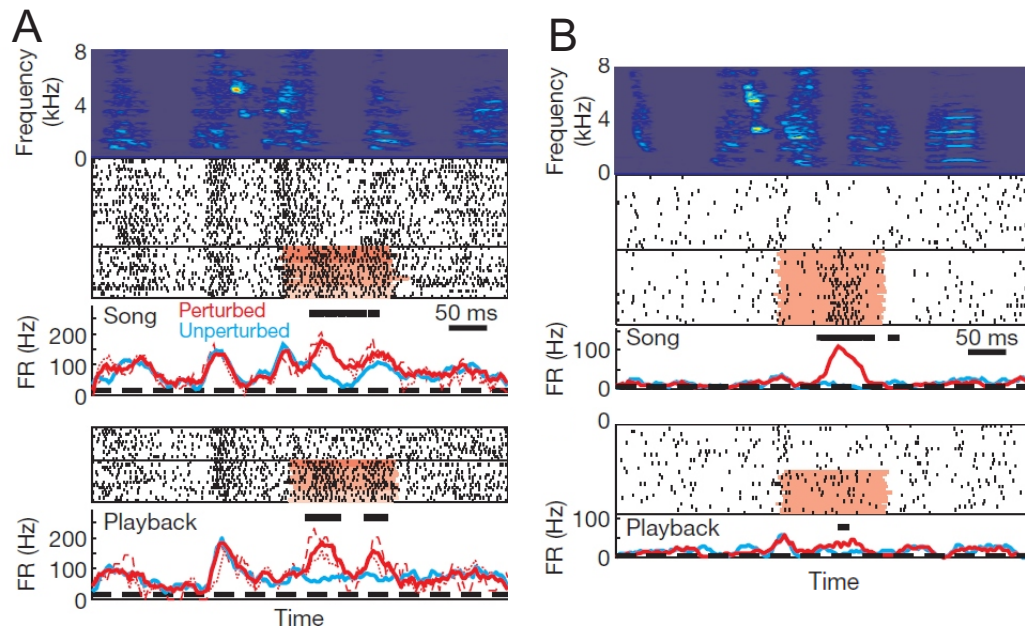 A
Frequency
(kHz)
8
4
0
Song
Perturbed
Unperturbed
50 ms
FR (Hz)
200
100
0
Playback
FR (Hz)
200
100
0
Time
B
Frequency
(kHz)
8
4
0
Song
50 ms
FR (Hz)
100
0
0
Playback
FR (Hz)
100
0
Time